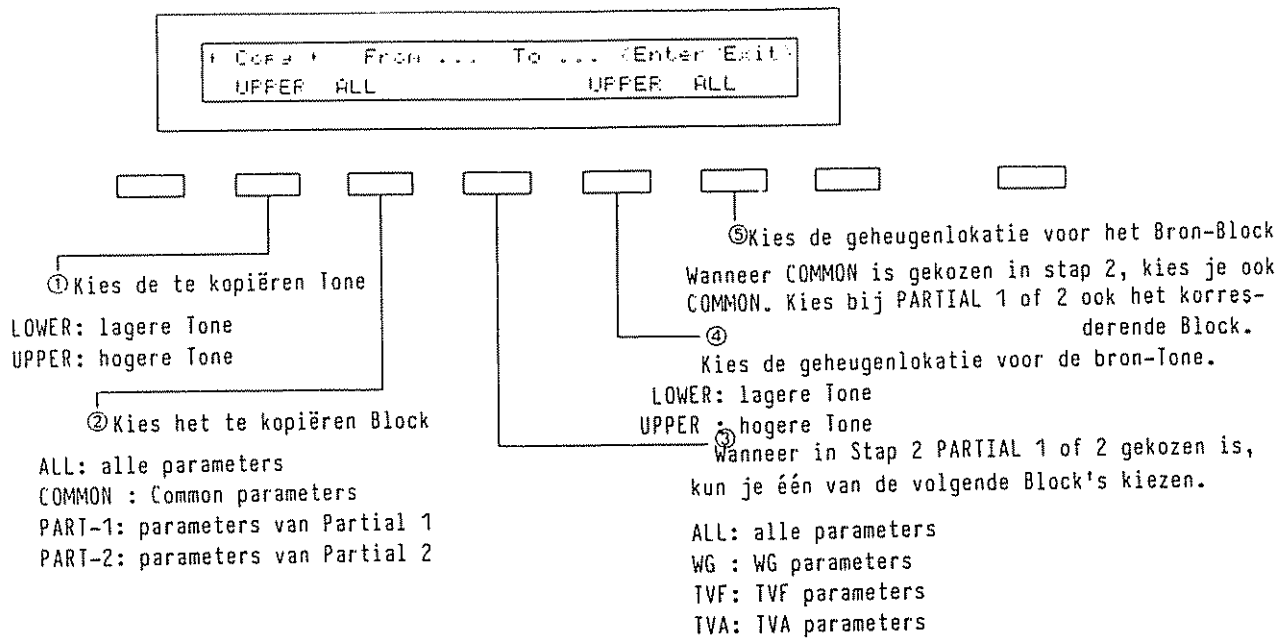 * Copy * From ... To ... (Enter/Exit)
UPPER ALL UPPER ALL
①Kies de te kopiëren Tone
LOWER: lagere Tone
UPPER: hogere Tone
②Kies het te kopiëren Block
ALL: alle parameters
COMMON : Common parameters
PART-1: parameters van Partial 1
PART-2: parameters van Partial 2
⑤Kies de geheugenlokatie voor het Bron-Block
Wanneer COMMON is gekozen in stap 2, kies je ook
COMMON. Kies bij PARTIAL 1 of 2 ook het korres-
derende Block.
④
Kies de geheugenlokatie voor de bron-Tone.
LOWER: lagere Tone
UPPER : hogere Tone
③
Wanneer in Stap 2 PARTIAL 1 of 2 gekozen is,
kun je één van de volgende Block's kiezen.
ALL: alle parameters
WG : WG parameters
TVF: TVF parameters
TVA: TVA parameters